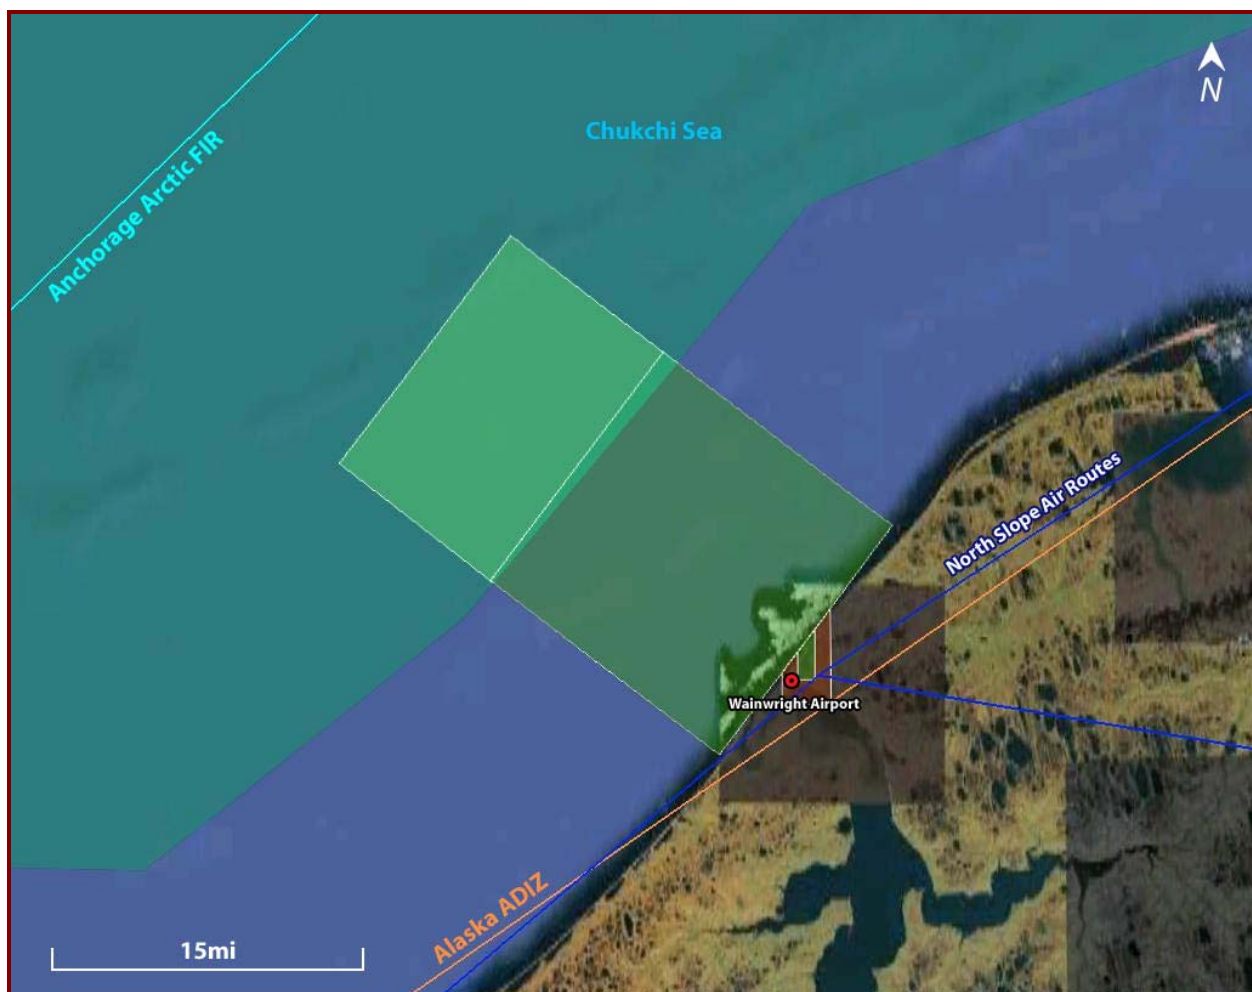 N
Chukchi Sea
Anchorage Arctic FIR
North Slope Air Routes
Wainwright Airport
Alaska ADIZ
15mi